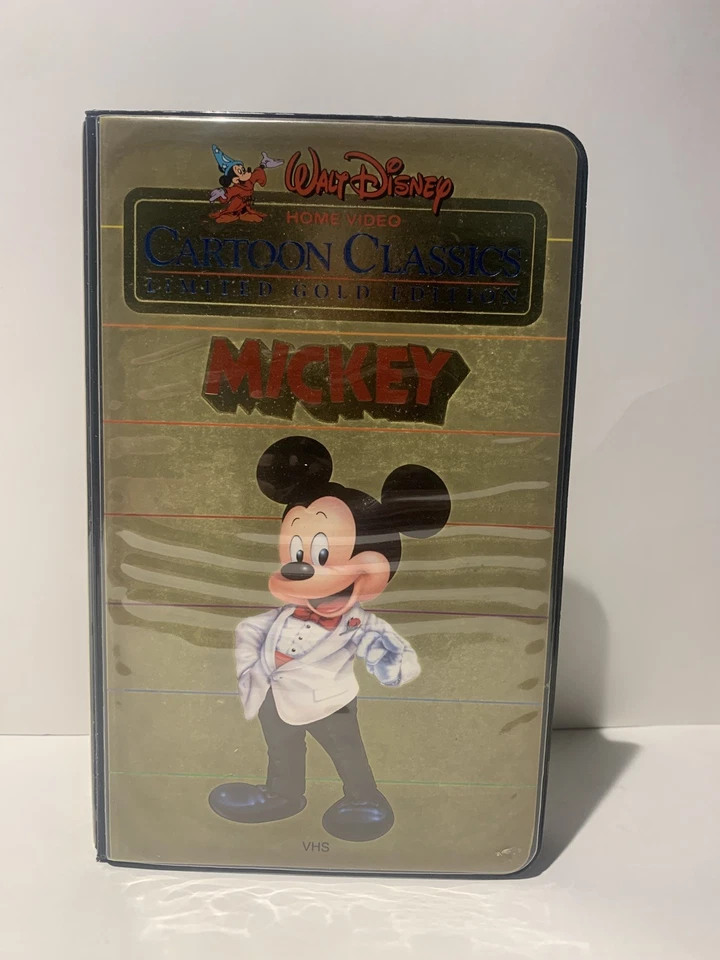 WALT DISNEY
HOME VIDEO
CARTOON CLASSICS
LIMITED GOLD EDITION
MICKEY
VHS